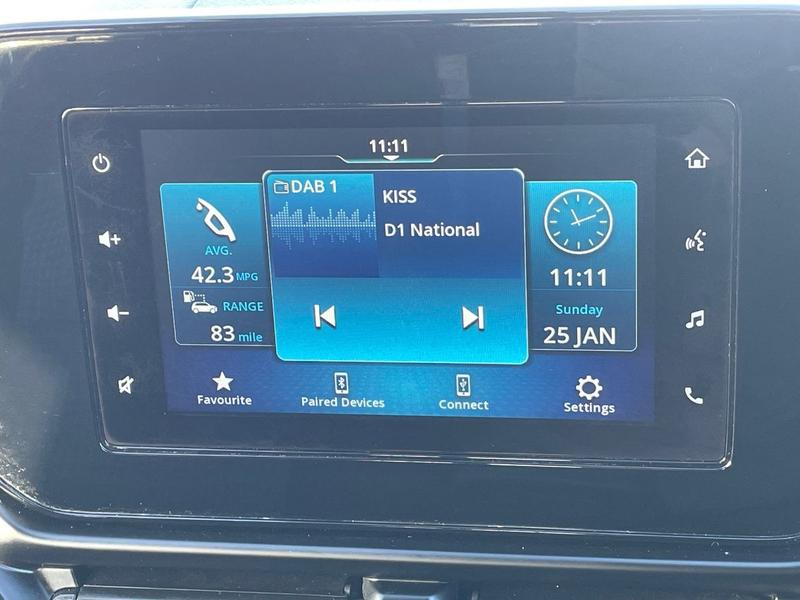 11:11
DAB 1
KISS
D1 National
AVG.
42.3 MPG
RANGE
83 mile
11:11
Sunday
25 JAN
Favourite
Paired Devices
Connect
Settings